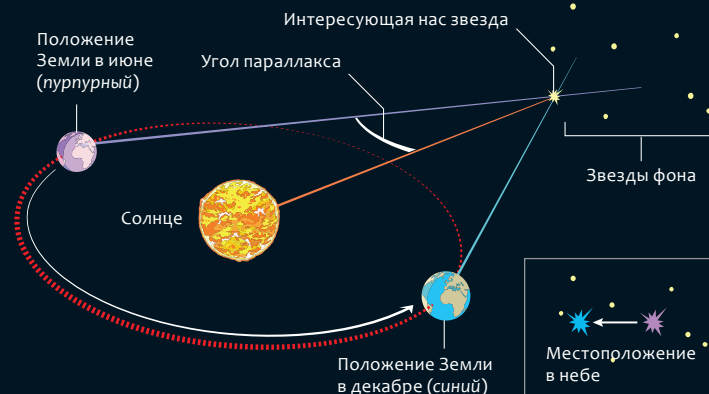 Интересующая нас звезда
Положение
Земли в июне
(пурпурный)
Угол параллакса
Звезды фона
Солнце
Местоположение
в небе
Положение Земли
в декабре (синий)